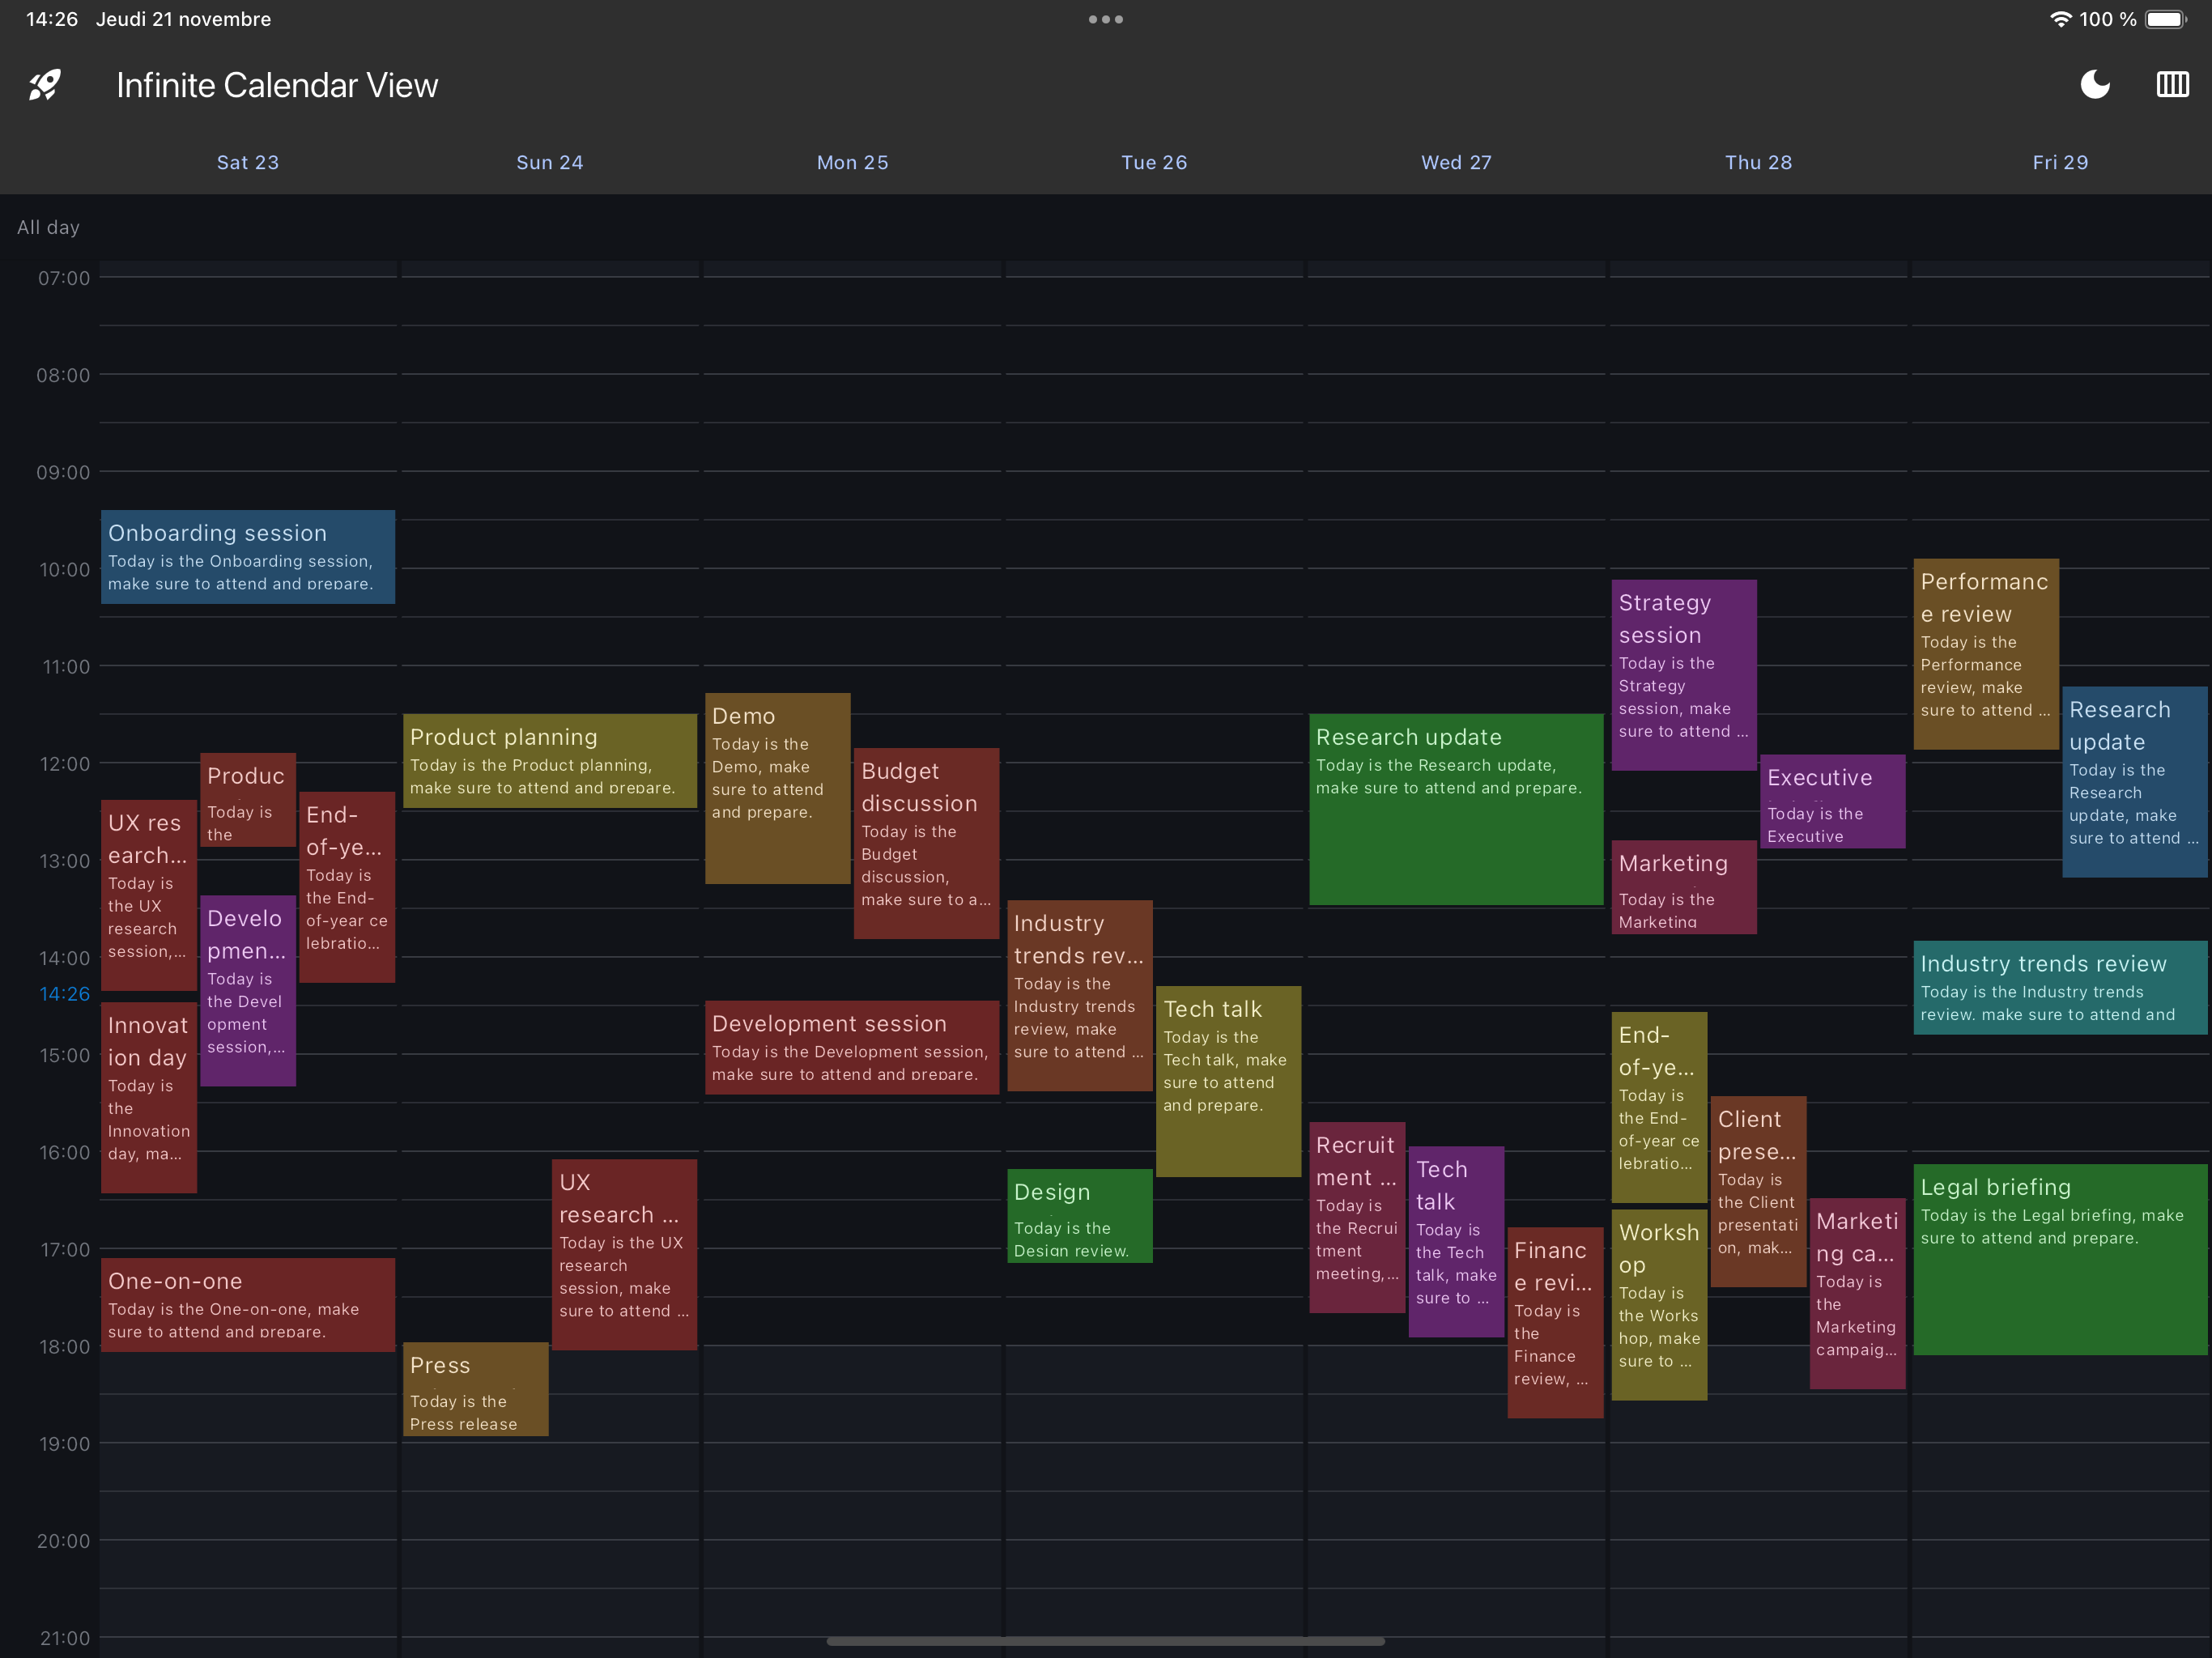 14:26 Jeudi 21 novembre
100 %
Infinite Calendar View
Sat 23
Sun 24
Mon 25
Tue 26
Wed 27
Thu 28
Fri 29
All day
07:00
08:00
09:00
10:00
11:00
12:00
13:00
14:00
14:26
15:00
16:00
17:00
18:00
19:00
20:00
21:00
Onboarding session
Today is the Onboarding session,
make sure to attend and prepare.
Produc
Today is
the
UX res
earch...
Today is
the UX
research
session,...
End-
of-ye...
Today is
the End-
of-year ce
lebratio...
Develo
pmen...
Today is
the Devel
opment
session,...
Innovat
ion day
Today is
the
Innovation
day, ma...
One-on-one
Today is the One-on-one, make
sure to attend and prepare.
Product planning
Today is the Product planning,
make sure to attend and prepare.
UX
research ...
Today is the UX
research
session, make
sure to attend ...
Press
Today is the
Press release
Demo
Today is the
Demo, make
sure to attend
and prepare.
Budget
discussion
Today is the
Budget
discussion,
make sure to a...
Development session
Today is the Development session,
make sure to attend and prepare.
Industry
trends rev...
Today is the
Industry trends
review, make
sure to attend ...
Tech talk
Today is the
Tech talk, make
sure to attend
and prepare.
Design
Today is the
Design review.
Research update
Today is the Research update,
make sure to attend and prepare.
Recruit
ment ...
Today is
the Recrui
tment
meeting,...
Tech
talk
Today is
the Tech
talk, make
sure to ...
Financ
e revi...
Today is
the
Finance
review, ...
Strategy
session
Today is the
Strategy
session, make
sure to attend ...
Executive
Today is the
Executive
Marketing
Today is the
Marketing
End-
of-ye...
Today is
the End-
of-year ce
lebratio...
Client
prese...
Today is
the Client
presentati
on, mak...
Marketi
ng ca...
Today is
the
Marketing
campaig...
Worksh
op
Today is
the Works
hop, make
sure to ...
Performanc
e review
Today is the
Performance
review, make
sure to attend ...
Research
update
Today is the
Research
update, make
sure to attend ...
Industry trends review
Today is the Industry trends
review. make sure to attend and
Legal briefing
Today is the Legal briefing, make
sure to attend and prepare.